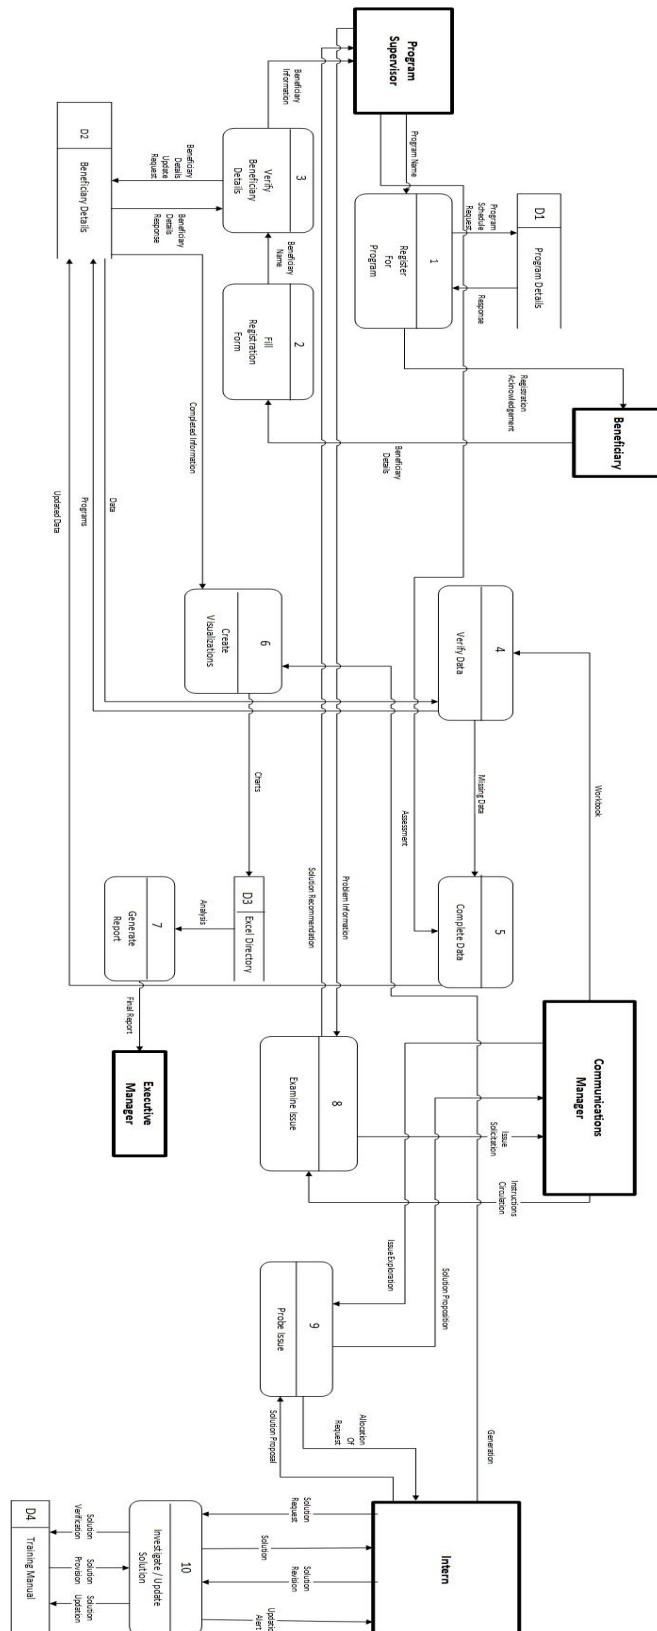 Program
Supervisor
Program Name
Program
Schedule
Request
D1
Program Details
Response
1
Register
For
Program
Registration
Acknowledgement
Beneficiary
Beneficiary
Details
2
Fill
Registration
Form
Beneficiary
Name
3
Verify
Beneficiary
Details
Beneficiary
Information
Beneficiary
Details
Update
Request
Beneficiary
Details
Response
D2
Beneficiary Details
Completed Information
Data
Programs
Updated Data
4
Verify Data
Missing Data
5
Complete Data
Workbook
6
Create
Visualizations
Charts
Assessment
D3
Excel Directory
Analysis
7
Generate
Report
Final Report
Executive
Manager
Problem Information
Solution Recommendation
8
Examine Issue
Communications
Manager
Issue
Solicitation
Instructions
Circulation
Issue Exploration
Solution Proposition
9
Probe Issue
Allocation
Of
Request
Solution Proposal
Generation
Intern
Solution
Request
Solution
Solution
Revision
Updation
Alert
10
Investigate / Update
Solution
Solution
Verification
Solution
Provision
Solution
Updation
D4
Training Manual